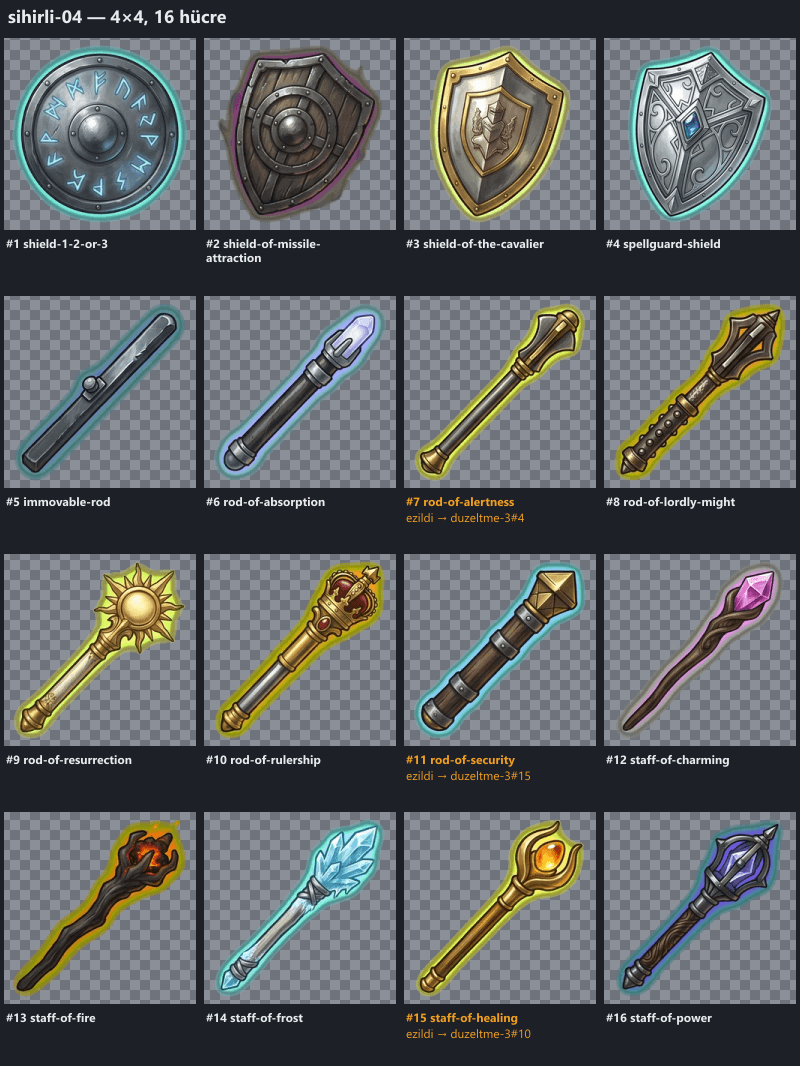 sihirli-04 — 4×4, 16 hücre
#1 shield-1-2-or-3
#2 shield-of-missile-
attraction
#3 shield-of-the-cavalier
#4 spellguard-shield
#5 immovable-rod
#6 rod-of-absorption
#7 rod-of-alertness
ezildi → duzeltme-3#4
#8 rod-of-lordly-might
#9 rod-of-resurrection
#10 rod-of-rulership
#11 rod-of-security
ezildi → duzeltme-3#15
#12 staff-of-charming
#13 staff-of-fire
#14 staff-of-frost
#15 staff-of-healing
ezildi → duzeltme-3#10
#16 staff-of-power